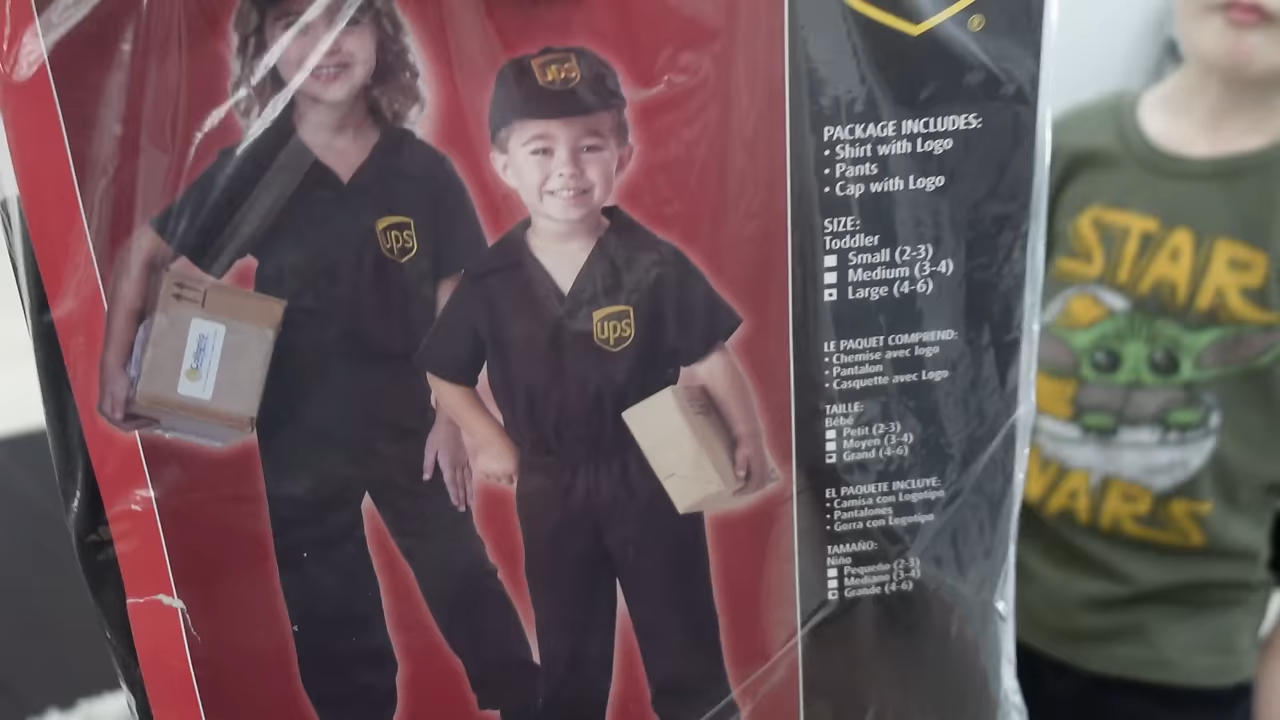 ups
ups
ups
PACKAGE INCLUDES:
• Shirt with Logo
• Pants
• Cap with Logo
SIZE:
Toddler
Small (2-3)
Medium (3-4)
Large (4-6)
LE PAQUET COMPREND:
• Chemise avec logo
• Pantalon
• Casquette avec Logo
TAILLE:
Bébé
Petit (2-3)
Moyen (3-4)
Grand (4-6)
EL PAQUETE INCLUYE:
• Camisa con Logotipo
• Pantalones
• Gorra con Logotipo
TAMAÑO:
Niño
Pequeño (2-3)
Mediano (3-4)
Grande (4-6)
STAR
WARS